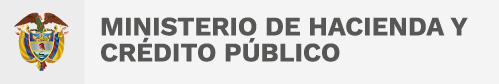 MINISTERIO DE HACIENDA Y
CRÉDITO PÚBLICO